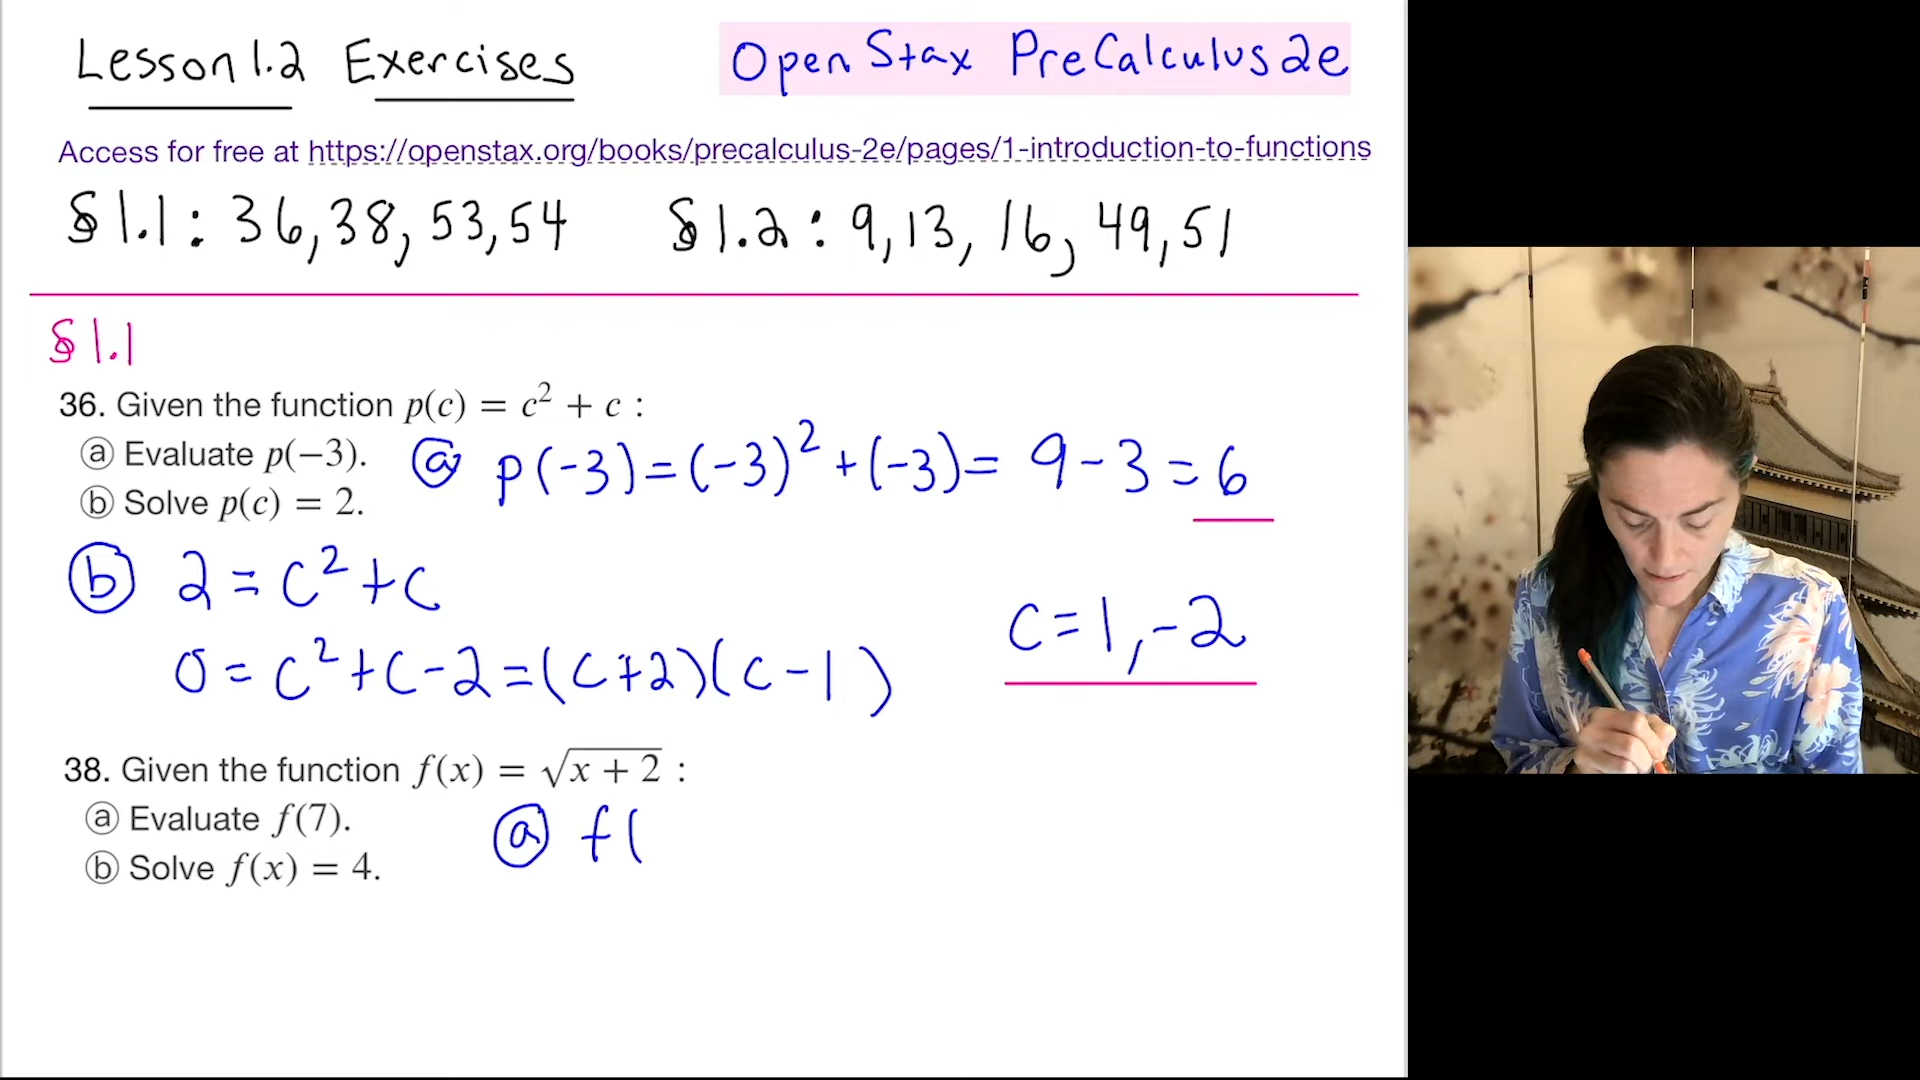 Lesson 1.2 Exercises
OpenStax PreCalculus 2e
Access for free at https://openstax.org/books/precalculus-2e/pages/1-introduction-to-functions
§1.1: 36, 38, 53, 54
§1.2: 9, 13, 16, 49, 51
§1.1
36. Given the function p(c) = c² + c :
ⓐ Evaluate p(−3).
ⓐ p(-3)=(-3)²+(-3)= 9-3=6
ⓑ Solve p(c) = 2.
ⓑ 2=c²+c
0=c²+c-2=(c+2)(c-1)
c=1,-2
38. Given the function f(x) = √(x + 2) :
ⓐ Evaluate f(7).
ⓐ f(
ⓑ Solve f(x) = 4.